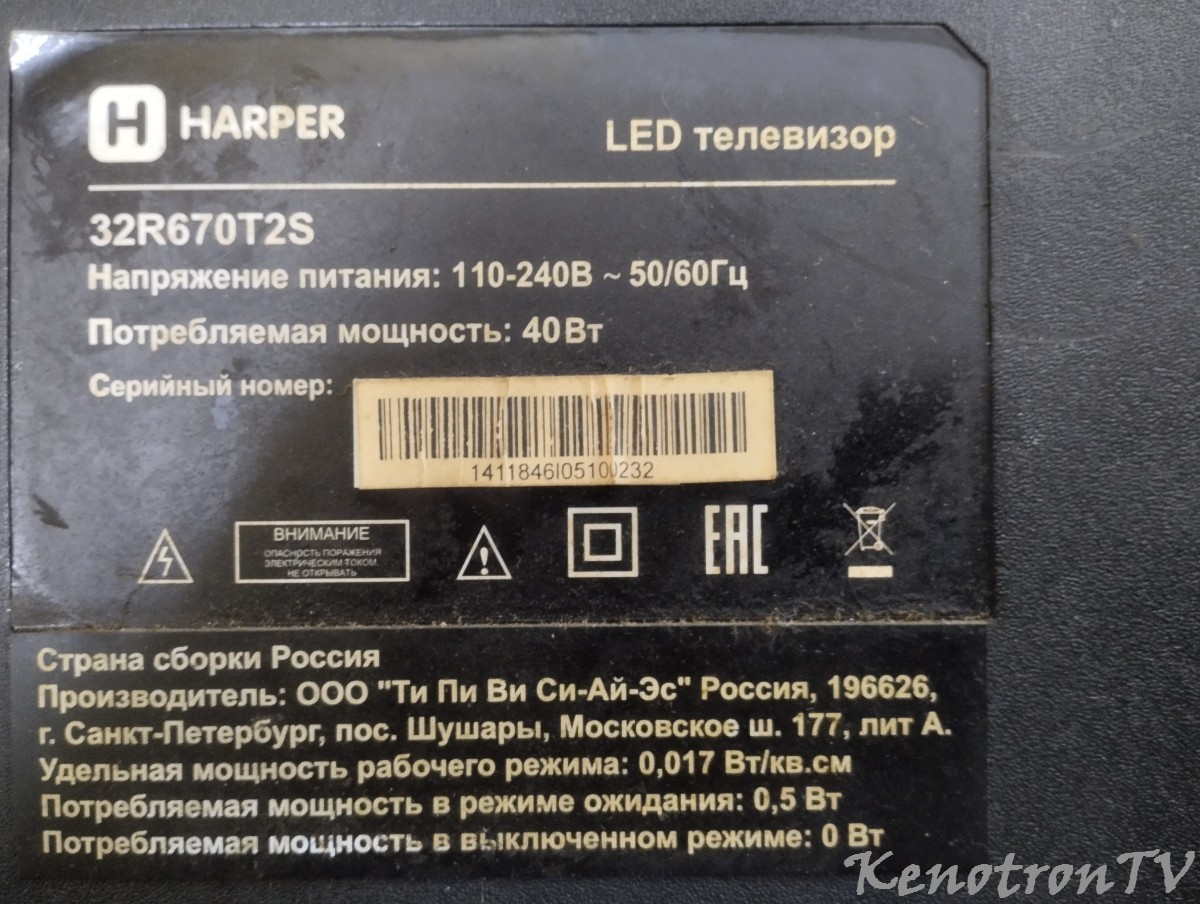 H HARPER
LED телевизор
32R670T2S
Напряжение питания: 110-240В ~ 50/60Гц
Потребляемая мощность: 40Вт
Серийный номер:
1411846I05100232
ВНИМАНИЕ
ОПАСНОСТЬ ПОРАЖЕНИЯ
ЭЛЕКТРИЧЕСКИМ ТОКОМ.
НЕ ОТКРЫВАТЬ
EAC
Страна сборки Россия
Производитель: ООО "Ти Пи Ви Си-Ай-Эс" Россия, 196626,
г. Санкт-Петербург, пос. Шушары, Московское ш. 177, лит А.
Удельная мощность рабочего режима: 0,017 Вт/кв.см
Потребляемая мощность в режиме ожидания: 0,5 Вт
Потребляемая мощность в выключенном режиме: 0 Вт
KenotronTV